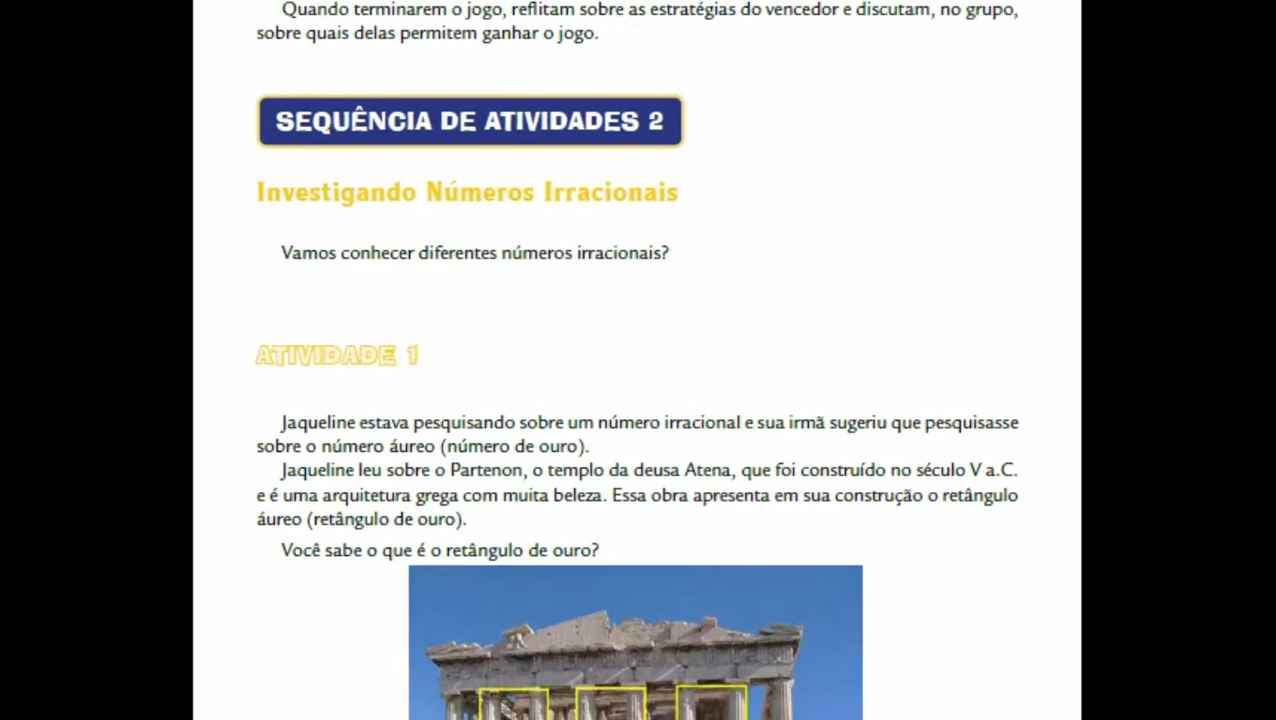 Quando terminarem o jogo, reflitam sobre as estratégias do vencedor e discutam, no grupo,
sobre quais delas permitem ganhar o jogo.
SEQUÊNCIA DE ATIVIDADES 2
Investigando Números Irracionais
Vamos conhecer diferentes números irracionais?
ATIVIDADE 1
Jaqueline estava pesquisando sobre um número irracional e sua irmã sugeriu que pesquisasse
sobre o número áureo (número de ouro).
Jaqueline leu sobre o Partenon, o templo da deusa Atena, que foi construído no século V a.C.
e é uma arquitetura grega com muita beleza. Essa obra apresenta em sua construção o retângulo
áureo (retângulo de ouro).
Você sabe o que é o retângulo de ouro?